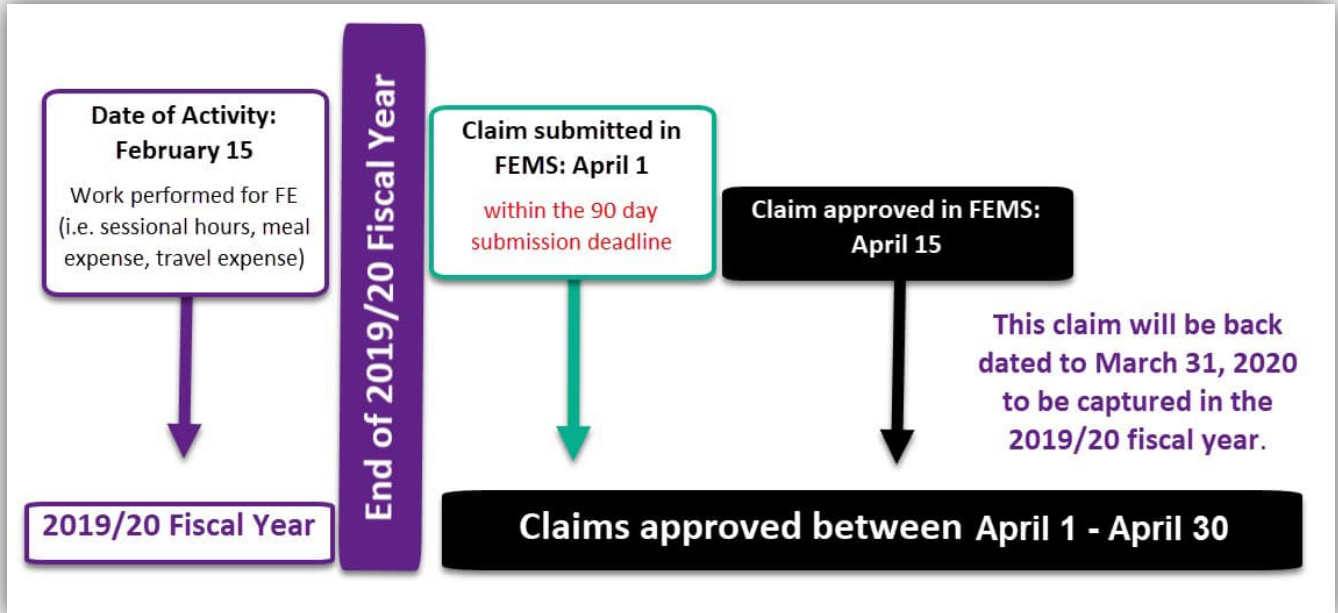 Date of Activity:
February 15
Work performed for FE
(i.e. sessional hours, meal
expense, travel expense)
2019/20 Fiscal Year
End of 2019/20 Fiscal Year
Claim submitted in
FEMS: April 1
within the 90 day
submission deadline
Claim approved in FEMS:
April 15
This claim will be back
dated to March 31, 2020
to be captured in the
2019/20 fiscal year.
Claims approved between April 1 - April 30